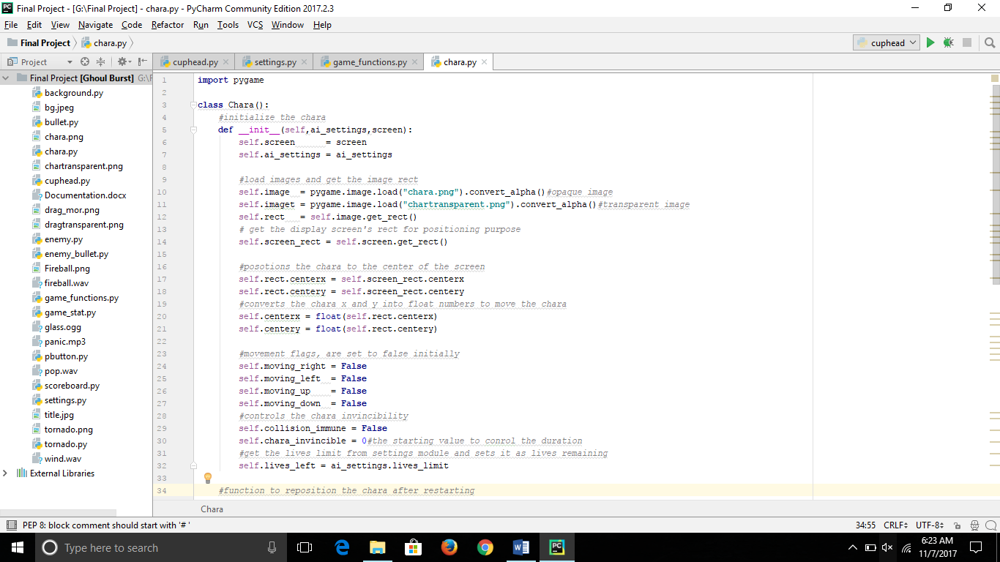 Final Project - [G:\Final Project] - chara.py - PyCharm Community Edition 2017.2.3
File Edit View Navigate Code Refactor Run Tools VCS Window Help
Final Project chara.py cuphead
Project cuphead.py settings.py game_functions.py chara.py
Final Project [Ghoul Burst] G:\F
background.py
bg.jpeg
bullet.py
chara.png
chara.py
chartransparent.png
cuphead.py
Documentation.docx
drag_mor.png
dragtransparent.png
enemy.py
enemy_bullet.py
Fireball.png
fireball.wav
game_functions.py
game_stat.py
glass.ogg
panic.mp3
pbutton.py
pop.wav
scoreboard.py
settings.py
title.jpg
tornado.png
tornado.py
wind.wav
External Libraries
1 import pygame
2
3 class Chara():
4 #initialize the chara
5 def __init__(self,ai_settings,screen):
6 self.screen = screen
7 self.ai_settings = ai_settings
8
9 #load images and get the image rect
10 self.image = pygame.image.load("chara.png").convert_alpha()#opaque image
11 self.imaget = pygame.image.load("chartransparent.png").convert_alpha()#transparent image
12 self.rect = self.image.get_rect()
13 # get the display screen's rect for positioning purpose
14 self.screen_rect = self.screen.get_rect()
15
16 #posotions the chara to the center of the screen
17 self.rect.centerx = self.screen_rect.centerx
18 self.rect.centery = self.screen_rect.centery
19 #converts the chara x and y into float numbers to move the chara
20 self.centerx = float(self.rect.centerx)
21 self.centery = float(self.rect.centery)
22
23 #movement flags, are set to false initially
24 self.moving_right = False
25 self.moving_left = False
26 self.moving_up = False
27 self.moving_down = False
28 #controls the chara invincibility
29 self.collision_immune = False
30 self.chara_invincible = 0#the starting value to conrol the duration
31 #get the lives limit from settings module and sets it as lives remaining
32 self.lives_left = ai_settings.lives_limit
33
34 #function to reposition the chara after restarting
Chara
PEP 8: block comment should start with '# ' 34:55 CRLF UTF-8
Type here to search
6:23 AM
11/7/2017